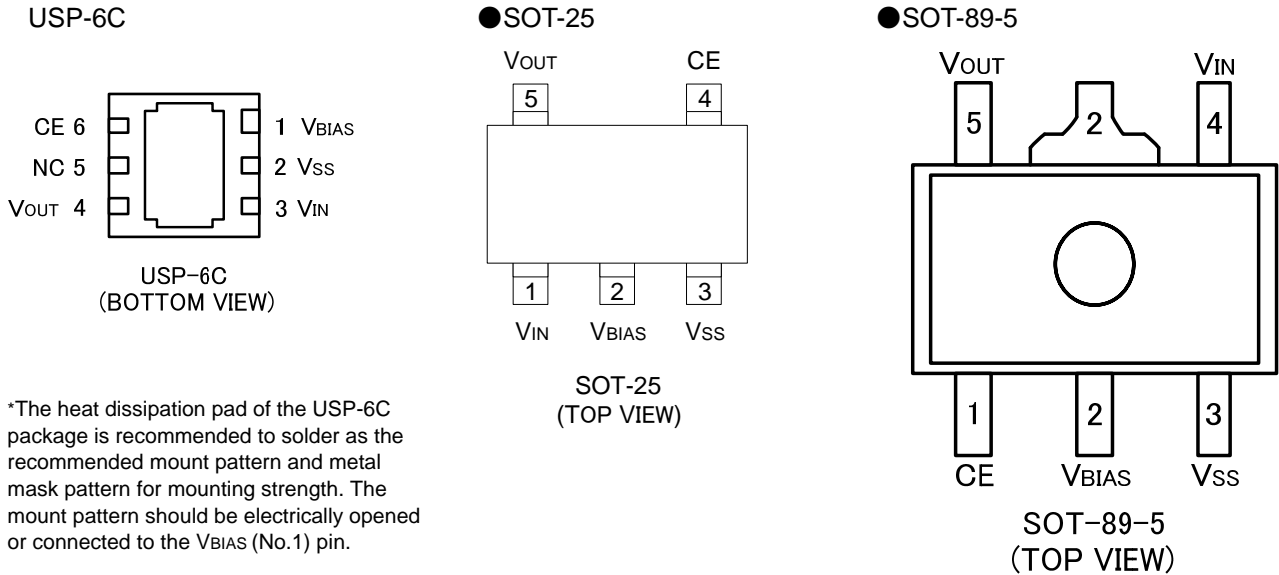 USP-6C
CE 6
NC 5
VOUT 4
1 VBIAS
2 VSS
3 VIN
USP-6C
(BOTTOM VIEW)
*The heat dissipation pad of the USP-6C
package is recommended to solder as the
recommended mount pattern and metal
mask pattern for mounting strength. The
mount pattern should be electrically opened
or connected to the VBIAS (No.1) pin.
●SOT-25
VOUT CE
5 4
1 2 3
VIN VBIAS VSS
SOT-25
(TOP VIEW)
●SOT-89-5
VOUT VIN
5 2 4
1 2 3
CE VBIAS VSS
SOT-89-5
(TOP VIEW)